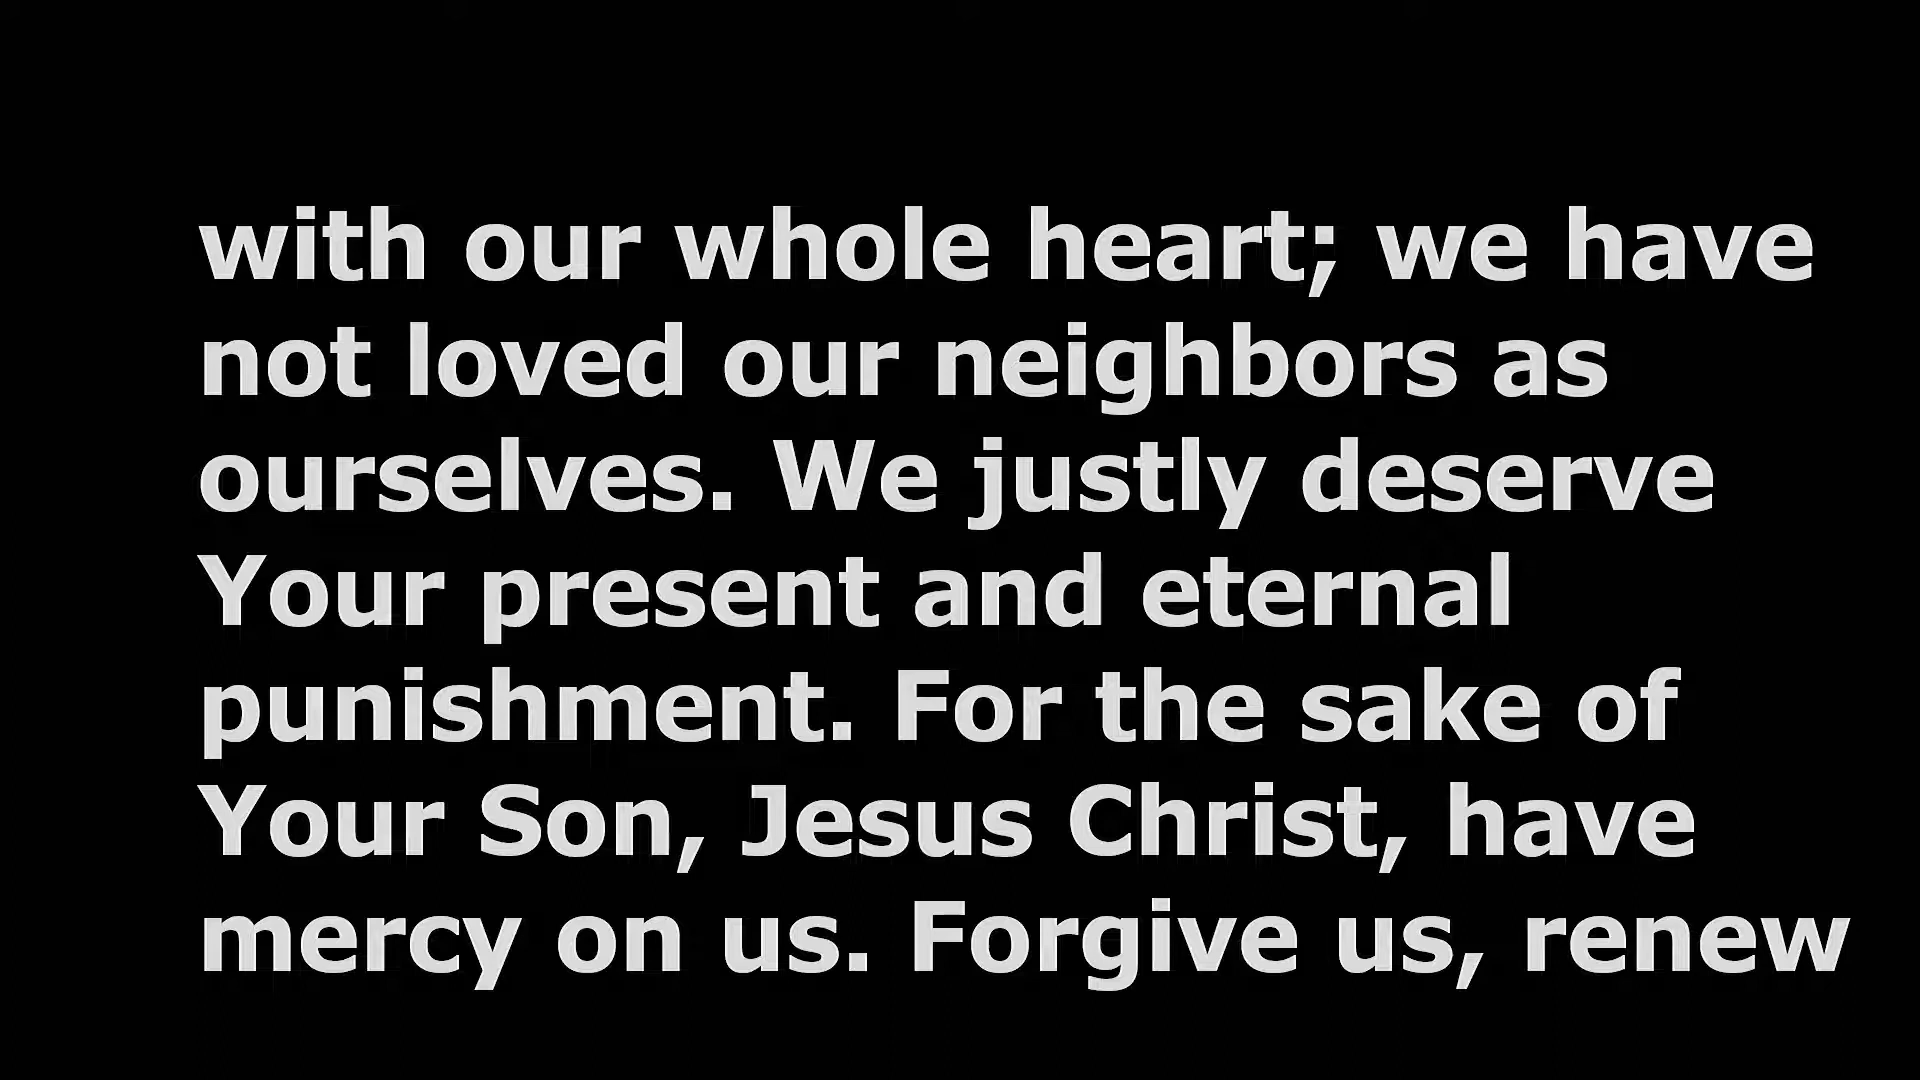 with our whole heart; we have
not loved our neighbors as
ourselves. We justly deserve
Your present and eternal
punishment. For the sake of
Your Son, Jesus Christ, have
mercy on us. Forgive us, renew